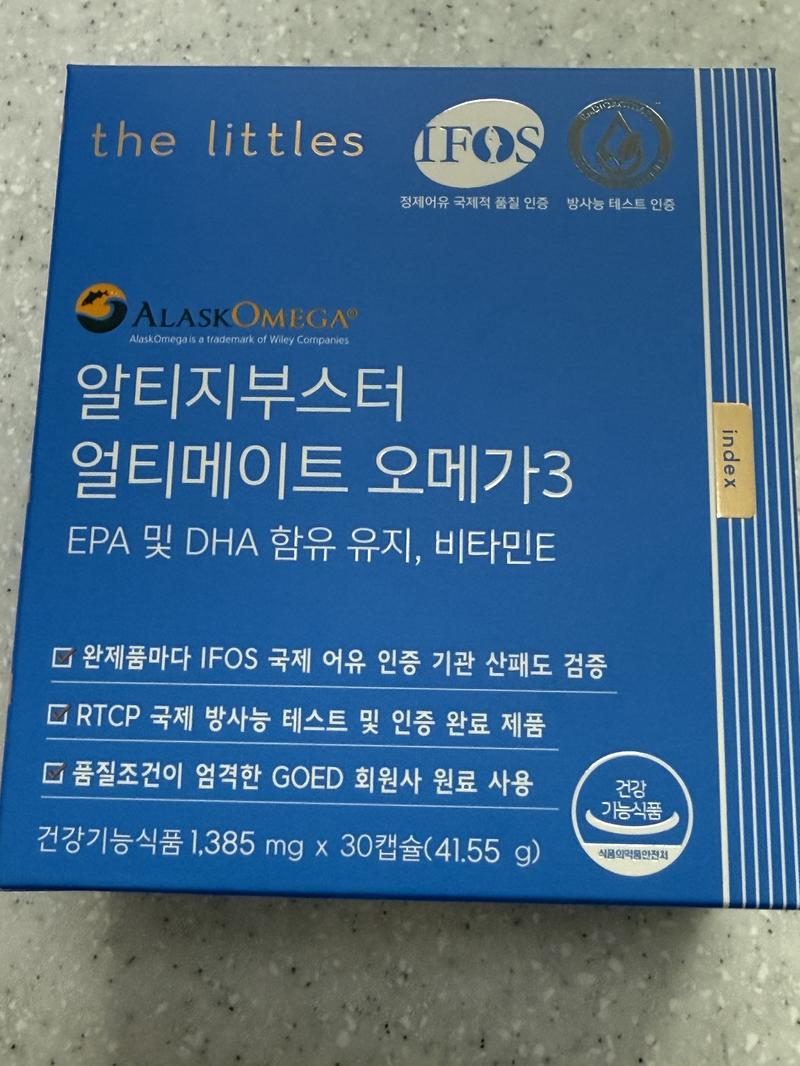 the littles
IFOS
정제어유 국제적 품질 인증
방사능 테스트 인증
ALASKOMEGA®
AlaskOmega is a trademark of Wiley Companies
알티지부스터
얼티메이트 오메가3
EPA 및 DHA 함유 유지, 비타민E
index
완제품마다 IFOS 국제 어유 인증 기관 산패도 검증
RTCP 국제 방사능 테스트 및 인증 완료 제품
품질조건이 엄격한 GOED 회원사 원료 사용
건강기능식품 1,385 mg x 30캡슐(41.55 g)
건강
기능식품
식품의약품안전처